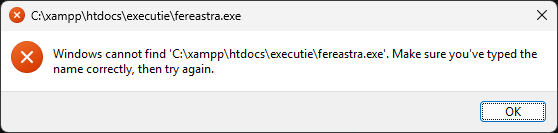 C:\xampp\htdocs\executie\fereastra.exe
Windows cannot find 'C:\xampp\htdocs\executie\fereastra.exe'. Make sure you've typed the
name correctly, then try again.
OK